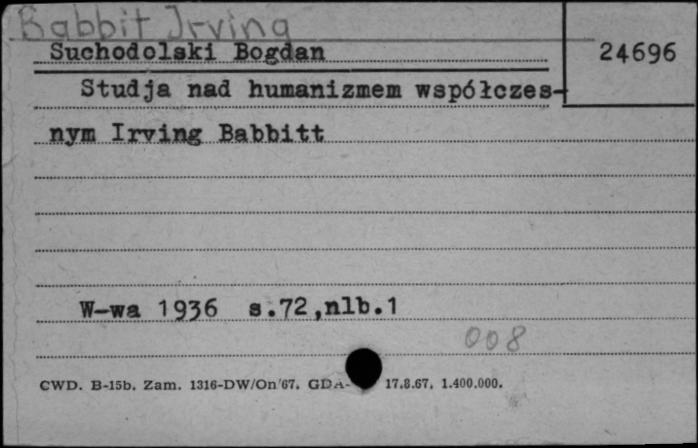 Babbit Irving
Suchodolski Bogdan
24696
Studja nad humanizmem współczes-
nym Irving Babbitt
W-wa 1936 s.72,nlb.1
008
CWD. B-15b. Zam. 1316-DW/On/67. GDA- 17.8.67. 1.400.000.